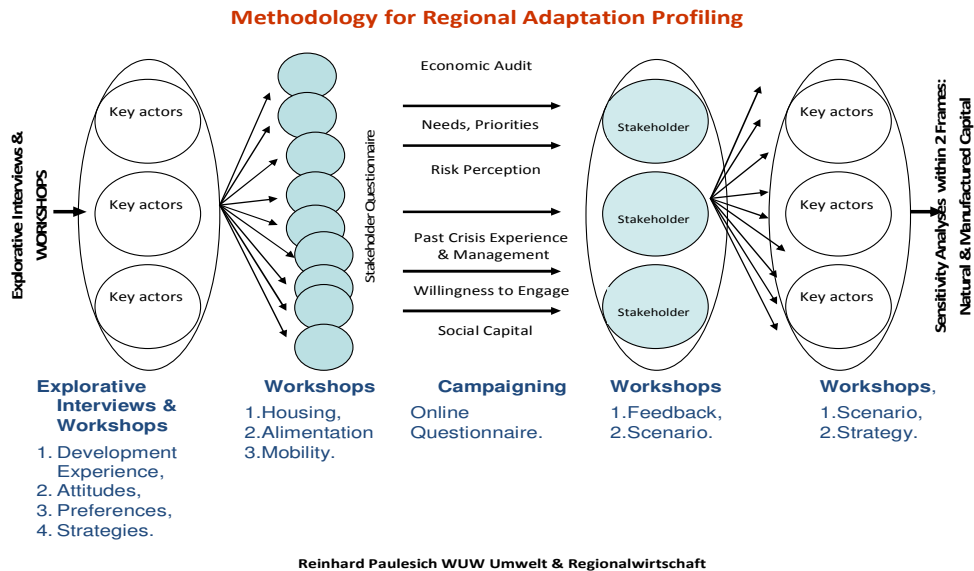 Methodology for Regional Adaptation Profiling
Explorative Interviews &
WORKSHOPS
Key actors
Key actors
Key actors
Stakeholder Questionnaire
Economic Audit
Needs, Priorities
Risk Perception
Past Crisis Experience
& Management
Willingness to Engage
Social Capital
Stakeholder
Stakeholder
Stakeholder
Key actors
Key actors
Key actors
Sensitivity Analyses within 2 Frames:
Natural & Manufactured Capital
Explorative
Interviews &
Workshops
1. Development
Experience,
2. Attitudes,
3. Preferences,
4. Strategies.
Workshops
1.Housing,
2.Alimentation
3.Mobility.
Campaigning
Online
Questionnaire.
Workshops
1.Feedback,
2.Scenario.
Workshops,
1.Scenario,
2.Strategy.
Reinhard Paulesich WUW Umwelt & Regionalwirtschaft